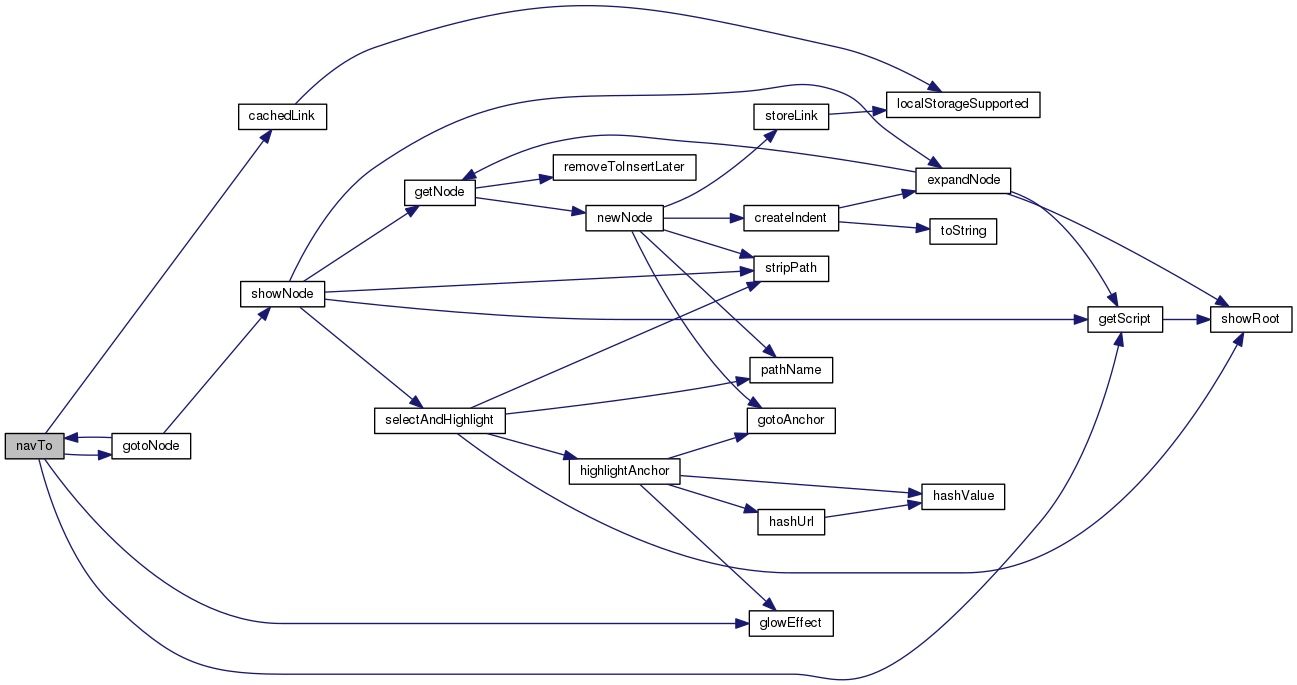 cachedLink
localStorageSupported
storeLink
removeToInsertLater
expandNode
getNode
newNode
createIndent
toString
stripPath
showNode
getScript
showRoot
pathName
selectAndHighlight
gotoAnchor
navTo
gotoNode
highlightAnchor
hashValue
hashUrl
glowEffect